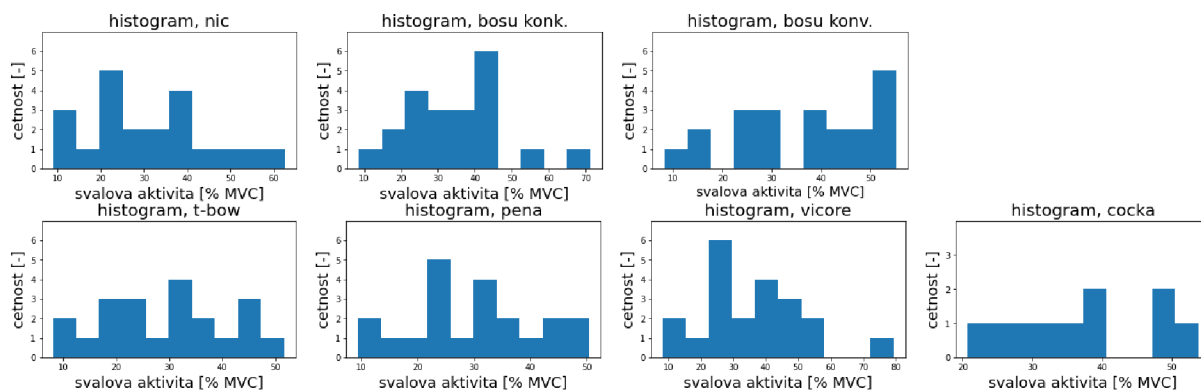 histogram, nic
cetnost [-]
6
5
4
3
2
1
0
10 20 30 40 50 60
svalova aktivita [% MVC]
histogram, bosu konk.
cetnost [-]
6
5
4
3
2
1
0
10 20 30 40 50 60 70
svalova aktivita [% MVC]
histogram, bosu konv.
cetnost [-]
6
5
4
3
2
1
0
10 20 30 40 50
svalova aktivita [% MVC]
histogram, t-bow
cetnost [-]
6
5
4
3
2
1
0
10 20 30 40 50
svalova aktivita [% MVC]
histogram, pena
cetnost [-]
6
5
4
3
2
1
0
10 20 30 40 50
svalova aktivita [% MVC]
histogram, vicore
cetnost [-]
6
5
4
3
2
1
0
10 20 30 40 50 60 70 80
svalova aktivita [% MVC]
histogram, cocka
cetnost [-]
3
2
1
0
20 30 40 50
svalova aktivita [% MVC]